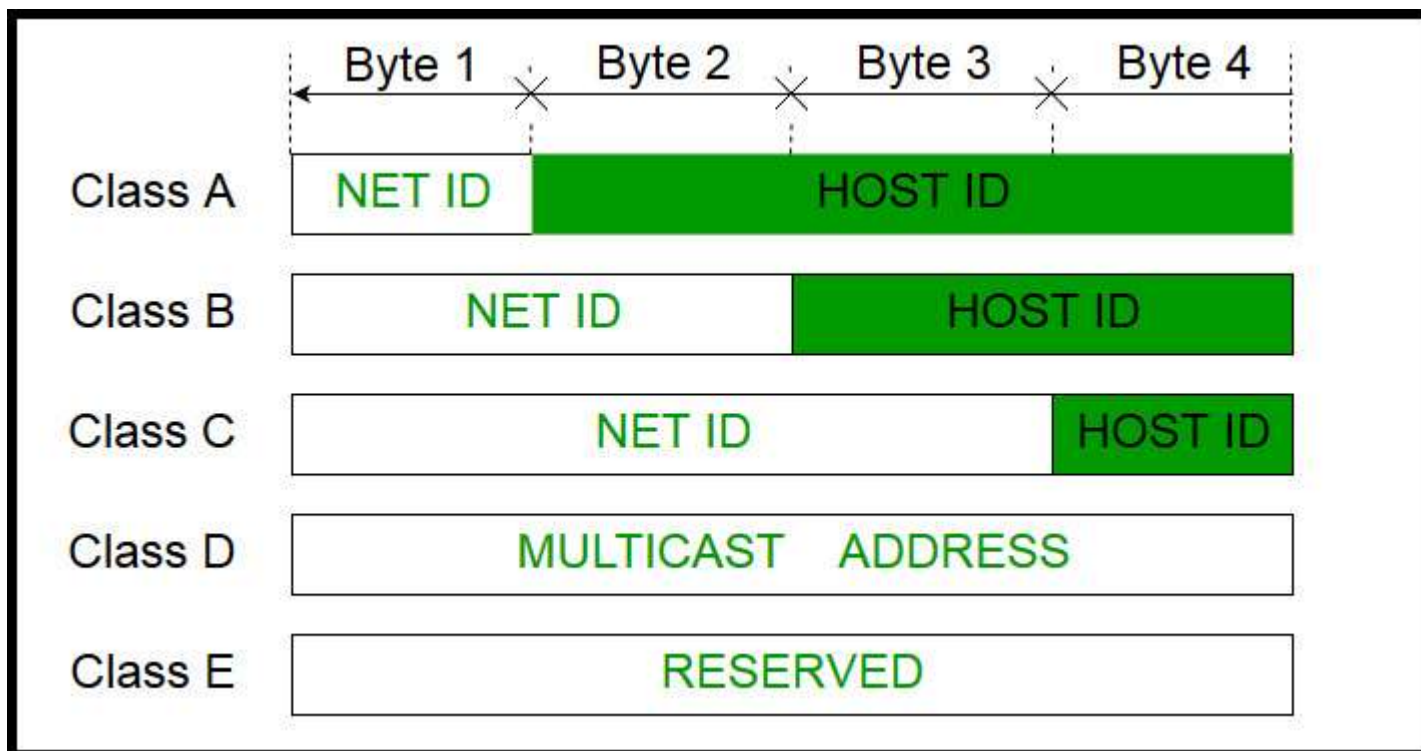 Byte 1 Byte 2 Byte 3 Byte 4
Class A NET ID HOST ID
Class B NET ID HOST ID
Class C NET ID HOST ID
Class D MULTICAST ADDRESS
Class E RESERVED